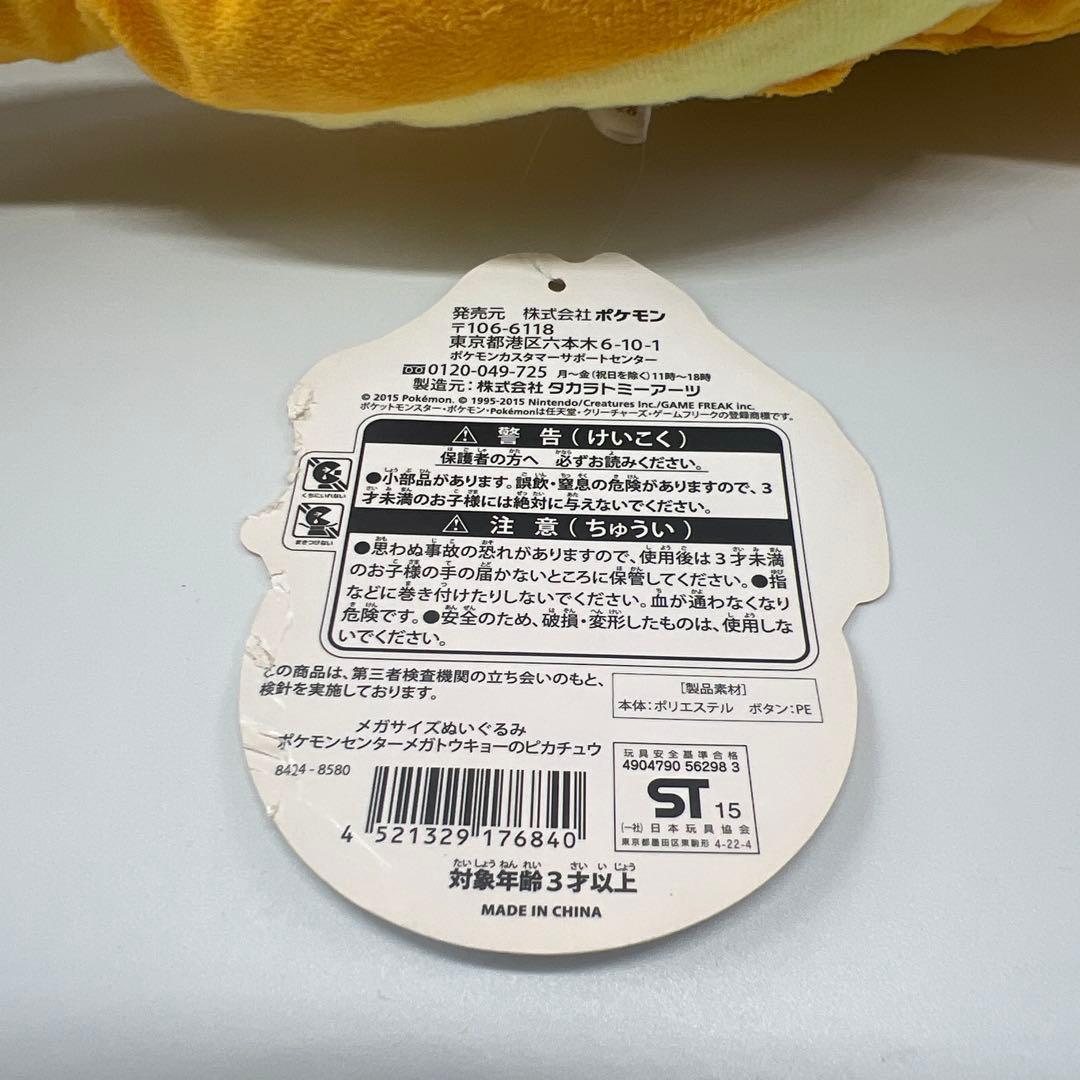 発売元 株式会社 ポケモン
〒106-6118
東京都港区六本木6-10-1
ポケモンカスタマーサポートセンター
0120-049-725 月～金(祝日を除く)11時～18時
製造元：株式会社 タカラトミーアーツ
© 2015 Pokémon. © 1995-2015 Nintendo/Creatures Inc./GAME FREAK inc.
ポケットモンスター・ポケモン・Pokémonは任天堂・クリーチャーズ・ゲームフリークの登録商標です。
⚠ 警 告 ( けいこく )
保護者の方へ 必ずお読みください。
●小部品があります。誤飲・窒息の危険がありますので、3
才未満のお子様には絶対に与えないでください。
くちにいれない
まきつけない
⚠ 注 意 ( ちゅうい )
●思わぬ事故の恐れがありますので、使用後は3才未満
のお子様の手の届かないところに保管してください。●指
などに巻き付けたりしないでください。血が通わなくなり
危険です。●安全のため、破損・変形したものは、使用しな
いでください。
この商品は、第三者検査機関の立ち会いのもと、
検針を実施しております。
[製品素材]
本体：ポリエステル ボタン：PE
メガサイズぬいぐるみ
ポケモンセンターメガトウキョーのピカチュウ
8424-8580
4 521329 176840
玩具安全基準合格
4904790 56298 3
ST 15
(一社) 日本玩具協会
東京都墨田区東駒形 4-22-4
対象年齢3才以上
MADE IN CHINA